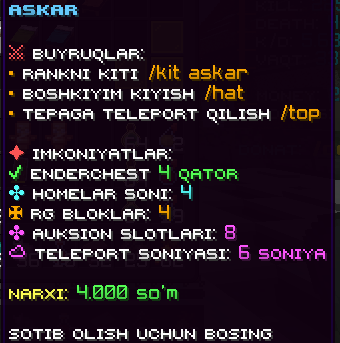 ASKAR
⚔ BUYRUQLAR:
• RANKNI KITI /kit askar
• BOSHKIYIM KIYISH /hat
• TEPAGA TELEPORT QILISH /top
✦ IMKONIYATLAR:
✔ ENDERCHEST 4 QATOR
✤ HOMELAR SONI: 4
✠ RG BLOKLAR: 4
✤ AUKSION SLOTLARI: 8
☁ TELEPORT SONIYASI: 6 SONIYA
NARXI: 4.000 so'm
SOTIB OLISH UCHUN BOSING